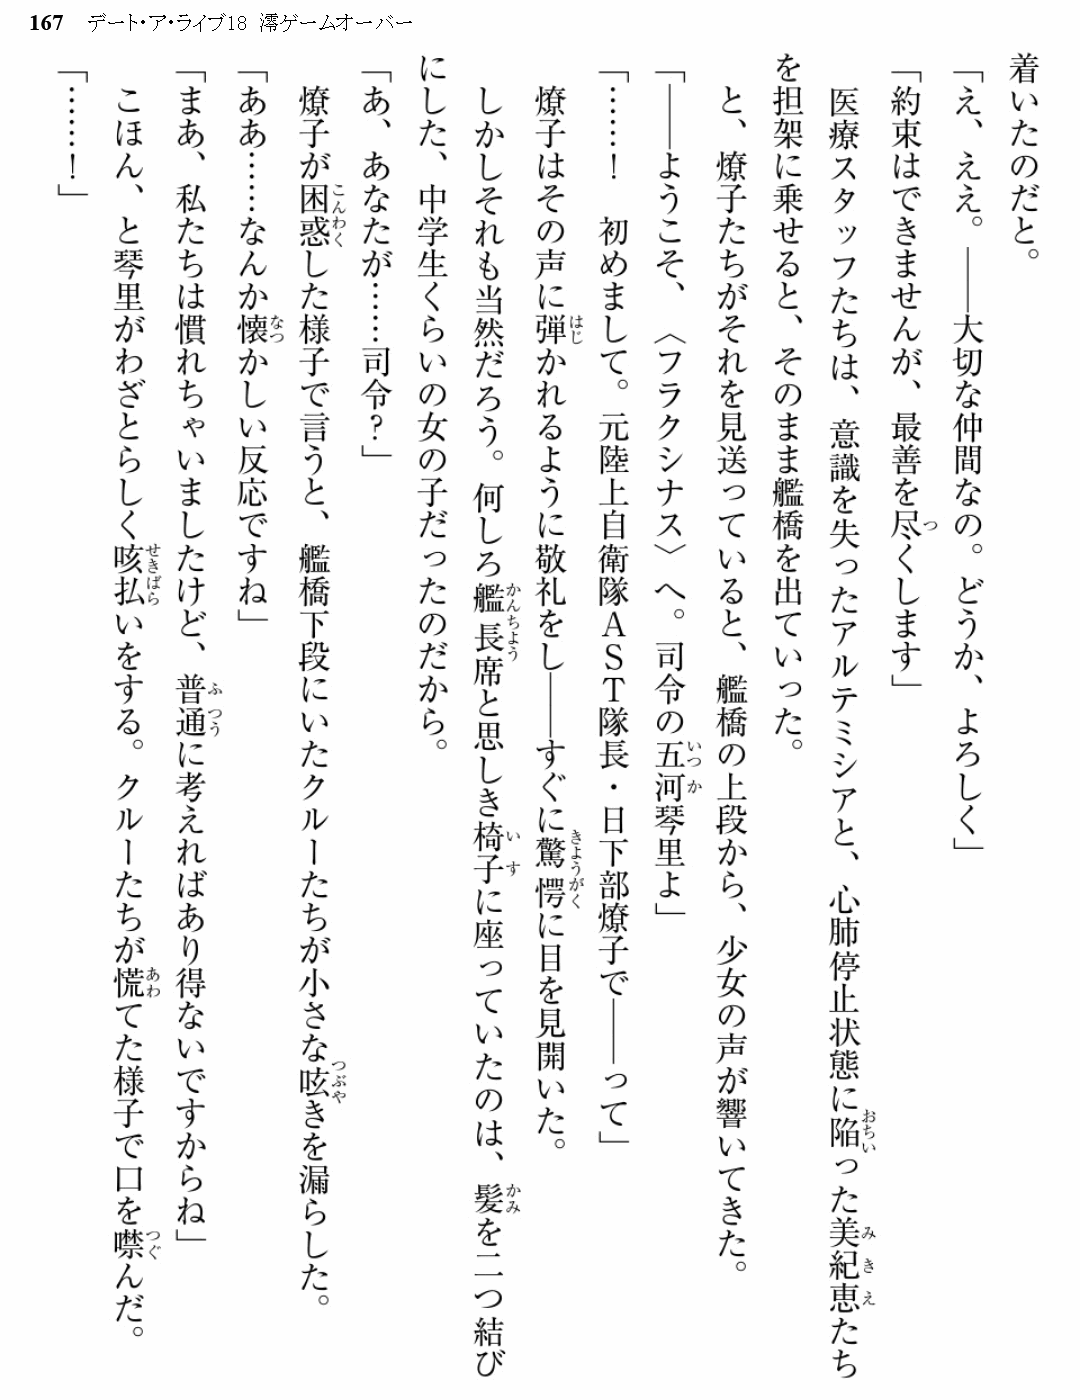 167 デート・ア・ライブ18 澪ゲームオーバー
着いたのだと。
「え、ええ。――大切な仲間なの。どうか、よろしく」
「約束はできませんが、最善を尽くします」
医療スタッフたちは、意識を失ったアルテミシアと、心肺停止状態に陥った美紀恵たち
を担架に乗せると、そのまま艦橋を出ていった。
と、燎子たちがそれを見送っていると、艦橋の上段から、少女の声が響いてきた。
「――ようこそ、〈フラクシナス〉へ。司令の五河琴里よ」
「……！　初めまして。元陸上自衛隊ＡＳＴ隊長・日下部燎子で――って」
燎子はその声に弾かれるように敬礼をし――すぐに驚愕に目を見開いた。
しかしそれも当然だろう。何しろ艦長席と思しき椅子に座っていたのは、髪を二つ結び
にした、中学生くらいの女の子だったのだから。
「あ、あなたが……司令？」
燎子が困惑した様子で言うと、艦橋下段にいたクルーたちが小さな呟きを漏らした。
「ああ……なんか懐かしい反応ですね」
「まあ、私たちは慣れちゃいましたけど、普通に考えればあり得ないですからね」
こほん、と琴里がわざとらしく咳払いをする。クルーたちが慌てた様子で口を噤んだ。
「……！」